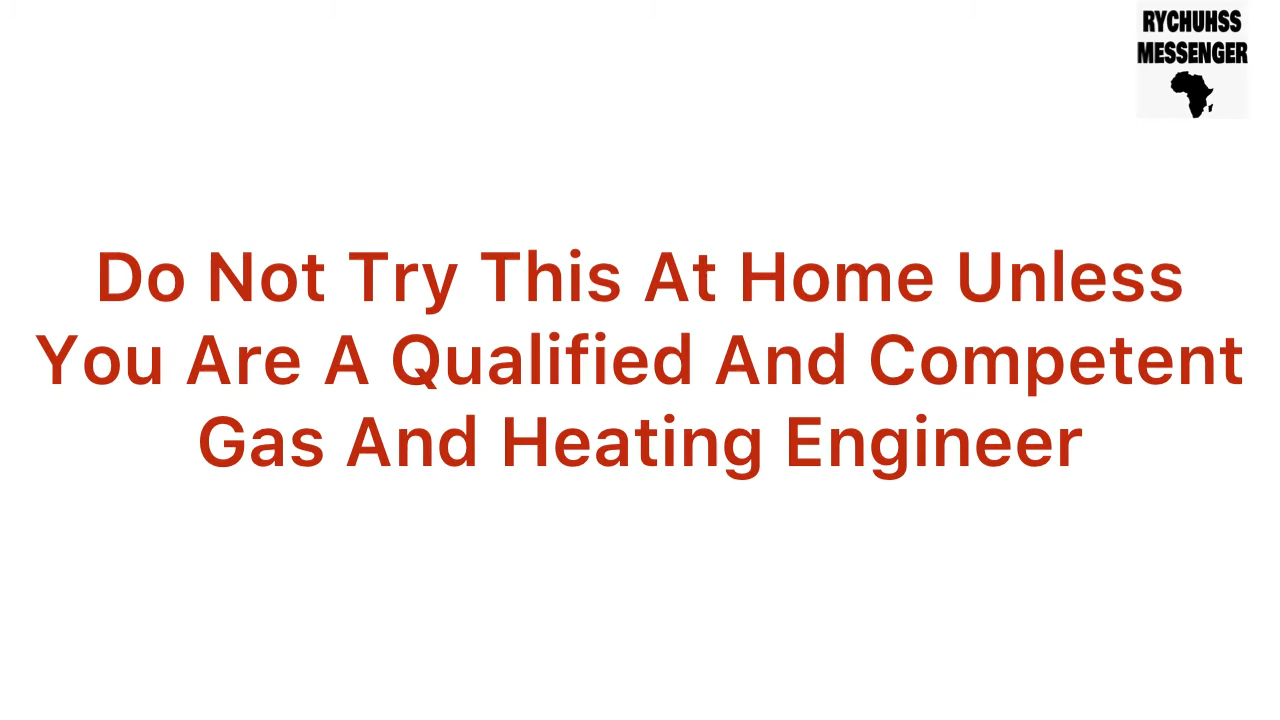 RYCHUHSS
MESSENGER
Do Not Try This At Home Unless
You Are A Qualified And Competent
Gas And Heating Engineer